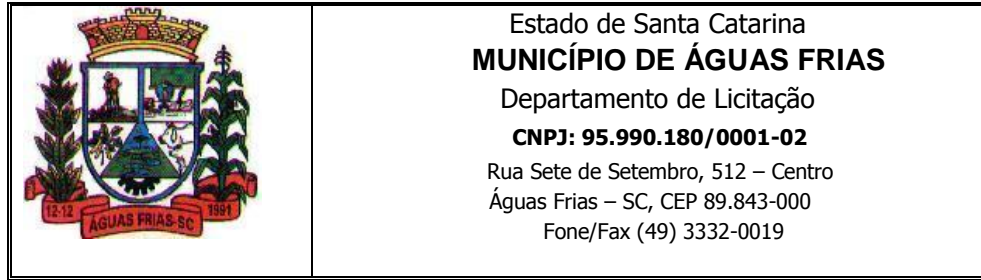 12-12
ÁGUAS FRIAS-SC
1991
Estado de Santa Catarina
MUNICÍPIO DE ÁGUAS FRIAS
Departamento de Licitação
CNPJ: 95.990.180/0001-02
Rua Sete de Setembro, 512 – Centro
Águas Frias – SC, CEP 89.843-000
Fone/Fax (49) 3332-0019